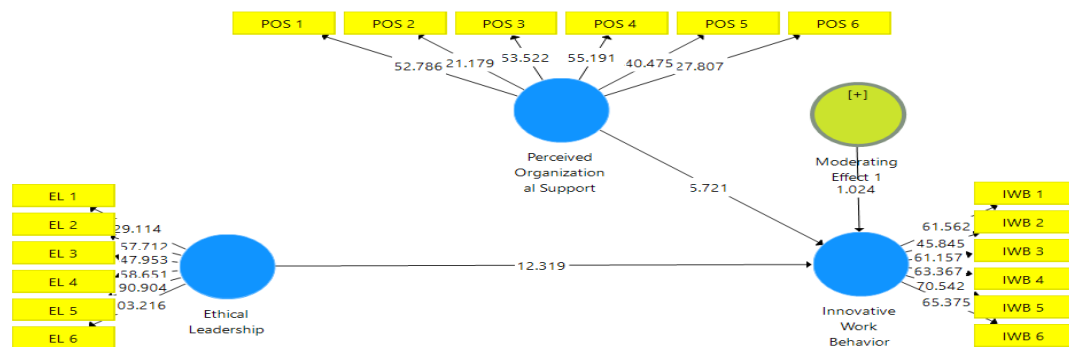 POS 1
POS 2
POS 3
POS 4
POS 5
POS 6
52.786
21.179
53.522
55.191
40.475
27.807
[+]
Perceived
Organization
al Support
Moderating
Effect 1
1.024
5.721
EL 1
EL 2
EL 3
EL 4
EL 5
EL 6
29.114
57.712
47.953
58.651
90.904
03.216
Ethical
Leadership
12.319
IWB 1
IWB 2
IWB 3
IWB 4
IWB 5
IWB 6
61.562
45.845
61.157
63.367
70.542
65.375
Innovative
Work
Behavior